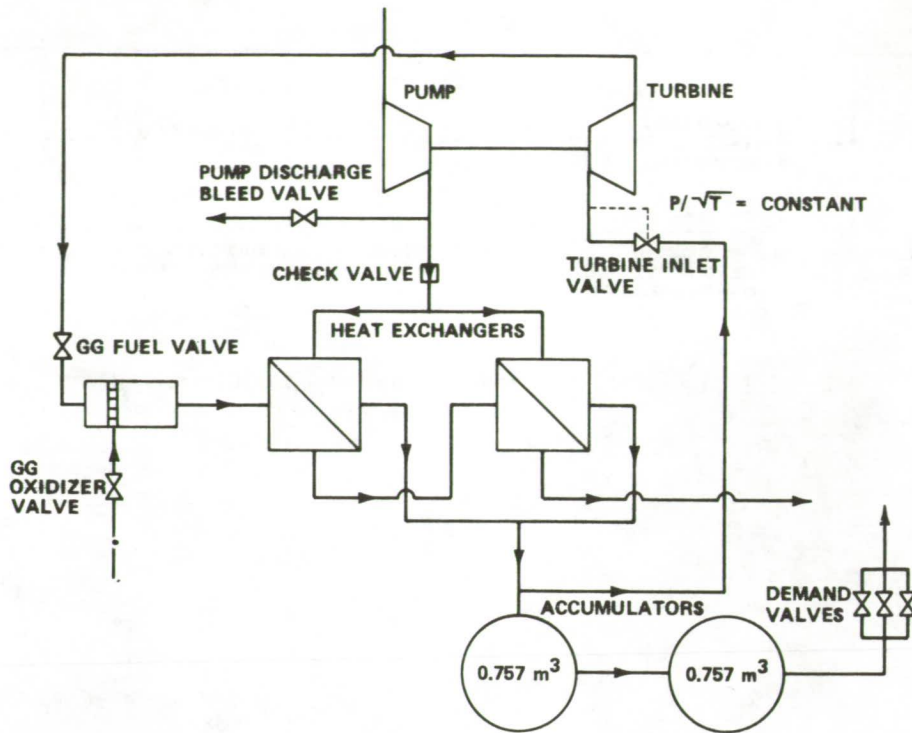 PUMP
TURBINE
PUMP DISCHARGE
BLEED VALVE
P/√T = CONSTANT
CHECK VALVE
TURBINE INLET
VALVE
HEAT EXCHANGERS
GG FUEL VALVE
GG
OXIDIZER
VALVE
ACCUMULATORS
DEMAND
VALVES
0.757 m³
0.757 m³